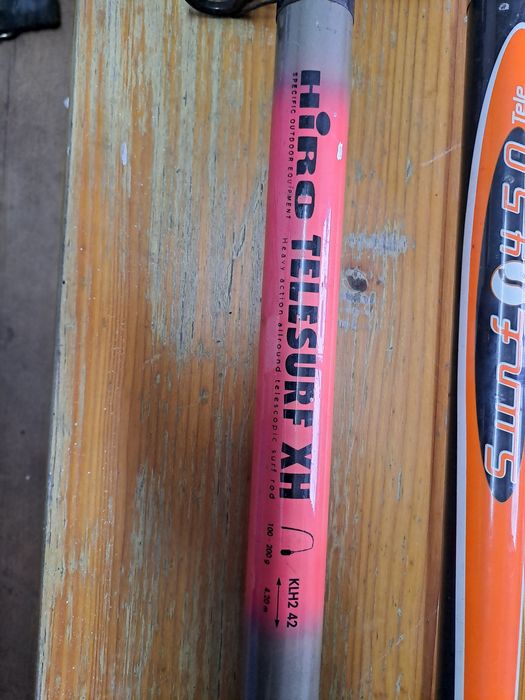 HiRO TELESURF XH
SPECIFIC OUTDOOR EQUIPMENT
Heavy action allround telescopic surf rod
100 200 g
KLH2 42
4.20 m
Surf 450 Tele